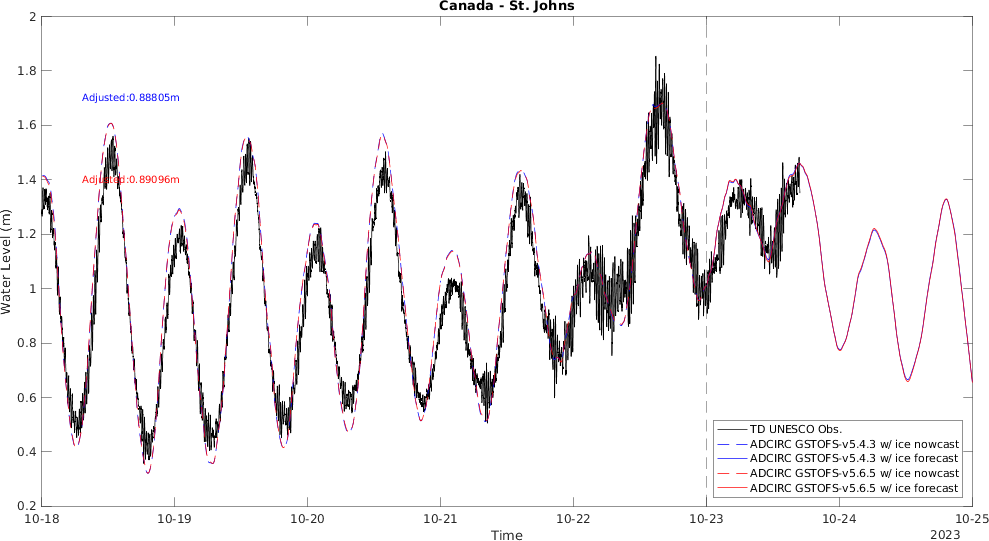 Canada - St. Johns
2
1.8
1.6
1.4
1.2
1
0.8
0.6
0.4
0.2
Water Level (m)
Adjusted:0.88805m
Adjusted:0.89096m
TD UNESCO Obs.
ADCIRC GSTOFS-v5.4.3 w/ ice nowcast
ADCIRC GSTOFS-v5.4.3 w/ ice forecast
ADCIRC GSTOFS-v5.6.5 w/ ice nowcast
ADCIRC GSTOFS-v5.6.5 w/ ice forecast
10-18 10-19 10-20 10-21 10-22 10-23 10-24 10-25
Time
2023